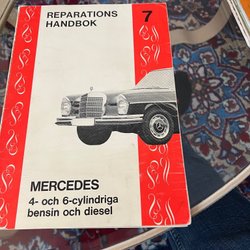 REPARATIONS
HANDBOK
7
MERCEDES
4- och 6-cylindriga
bensin och diesel